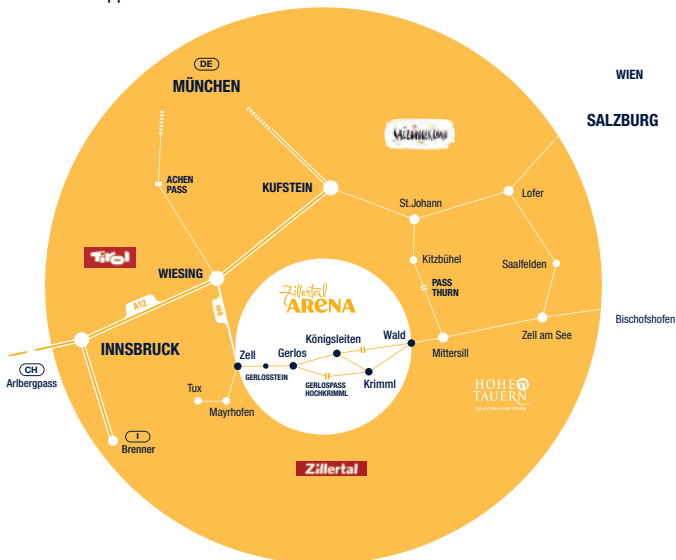 DE
MÜNCHEN
WIEN
SALZBURG
ACHEN
PASS
KUFSTEIN
St.Johann
Lofer
Tirol
WIESING
Kitzbühel
Saalfelden
PASS
THURN
Zillertal
ARENA
A12
INNSBRUCK
Bischofshofen
Zell am See
Mittersill
Wald
Königsleiten
Gerlos
Zell
GERLOSSTEIN
GERLOSPASS
HOCHKRIMML
Krimml
CH
Arlbergpass
Tux
Mayrhofen
HOHE
TAUERN
I
Brenner
Zillertal